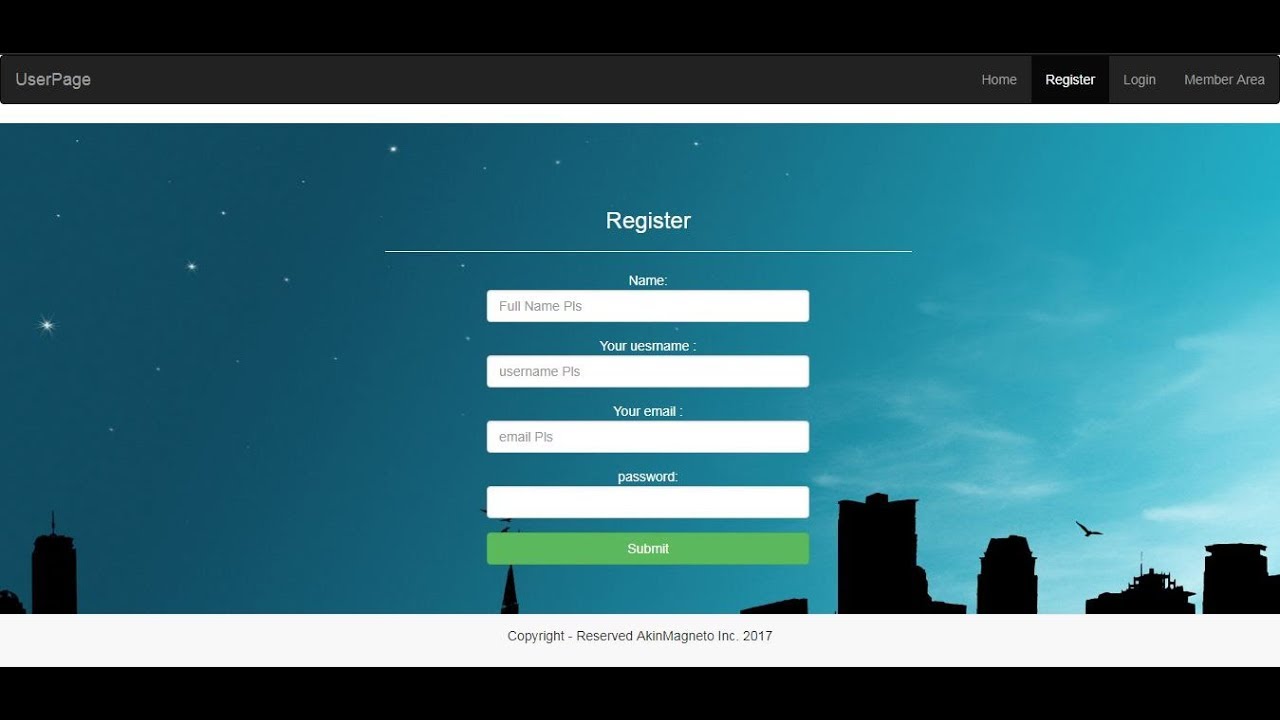 UserPage
Home Register Login Member Area
Register
Name:
Full Name Pls
Your uesrname :
username Pls
Your email :
email Pls
password:
Submit
Copyright - Reserved AkinMagneto Inc. 2017